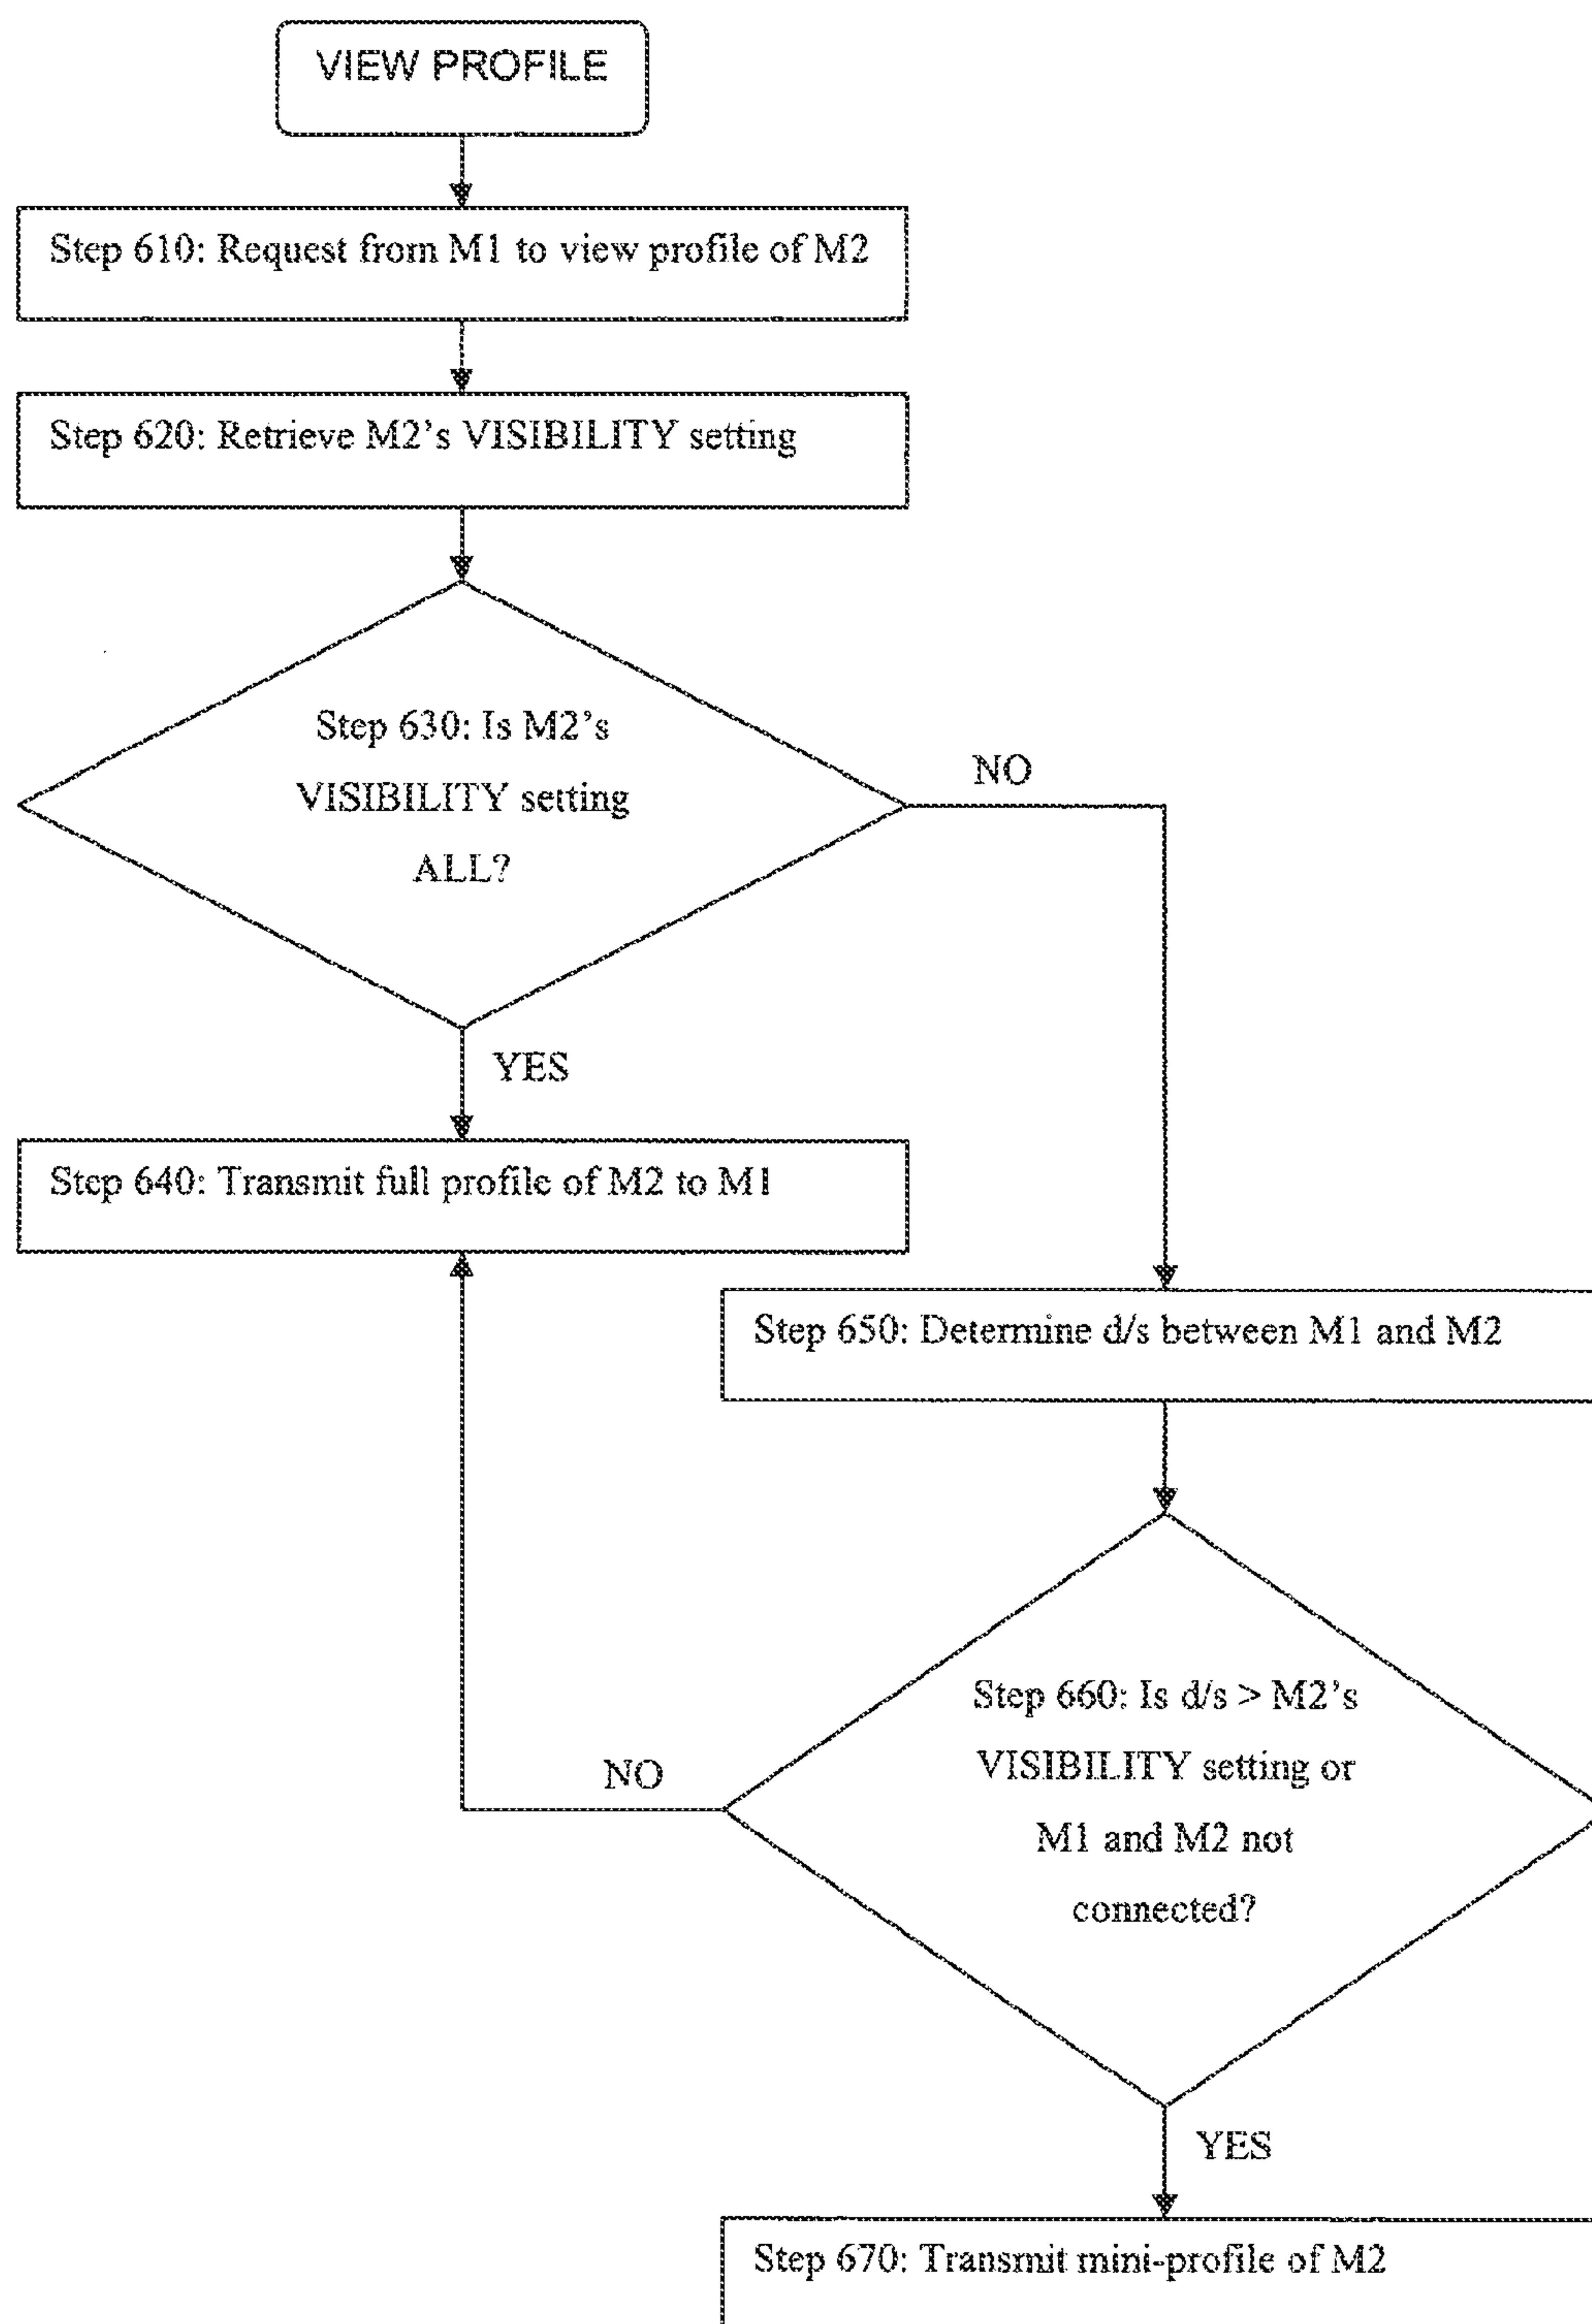 VIEW PROFILE
Step 610: Request from M1 to view profile of M2
Step 620: Retrieve M2's VISIBILITY setting
Step 630: Is M2's
VISIBILITY setting
ALL?
NO
YES
Step 640: Transmit full profile of M2 to M1
Step 650: Determine d/s between M1 and M2
Step 660: Is d/s > M2's
VISIBILITY setting or
M1 and M2 not
connected?
NO
YES
Step 670: Transmit mini-profile of M2